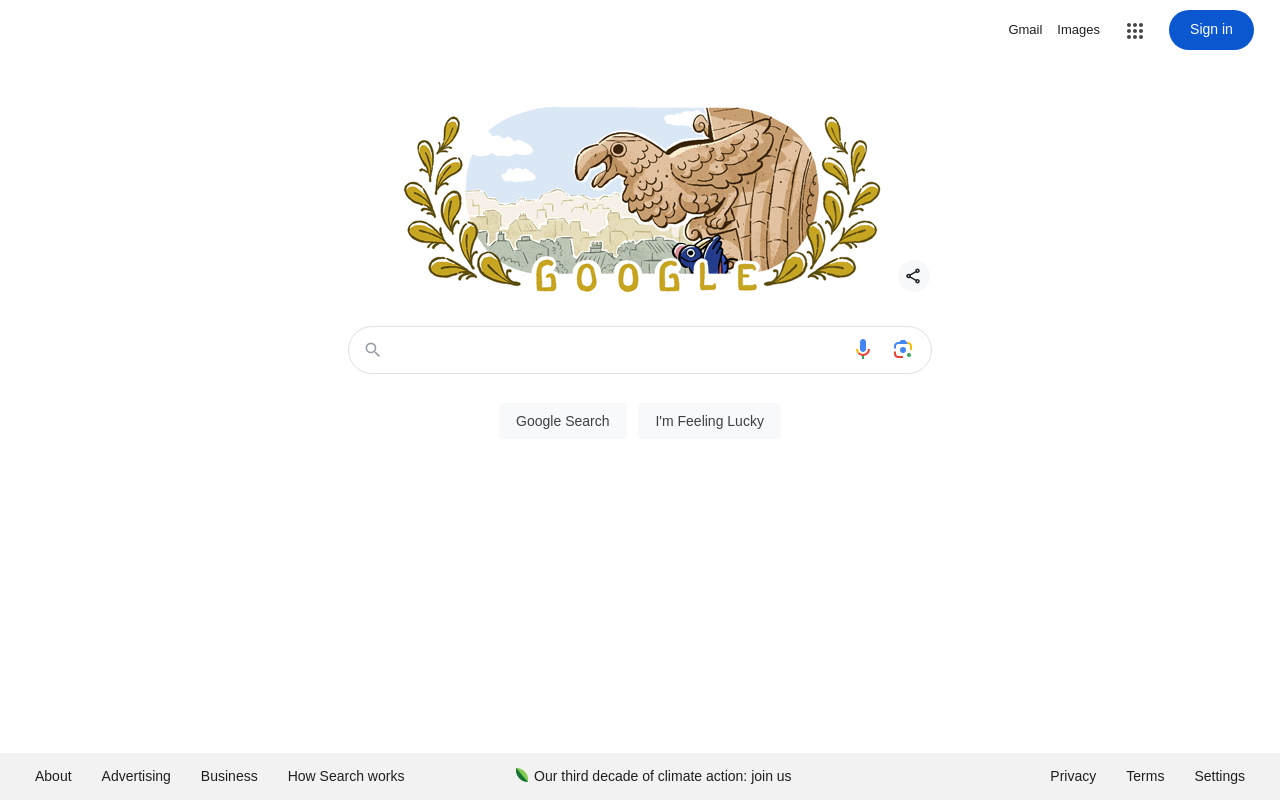 Gmail Images Sign in
GOOGLE
Google Search I'm Feeling Lucky
About Advertising Business How Search works Our third decade of climate action: join us Privacy Terms Settings